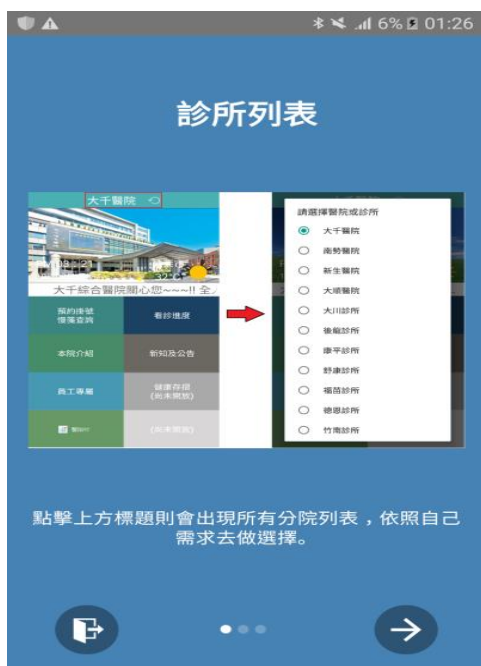 6% 01:26
診所列表
大千醫院
大千綜合醫院關心您~~~!! 全
預約掛號
慢箋查詢
看診進度
本院介紹
新知及公告
員工專屬
健康存摺
(尚未開放)
(尚未開放)
請選擇醫院或診所
大千醫院
南勢醫院
新生醫院
大順醫院
大川診所
後龍診所
康平診所
舒康診所
福苗診所
德恩診所
竹南診所
點擊上方標題則會出現所有分院列表，依照自己
需求去做選擇。